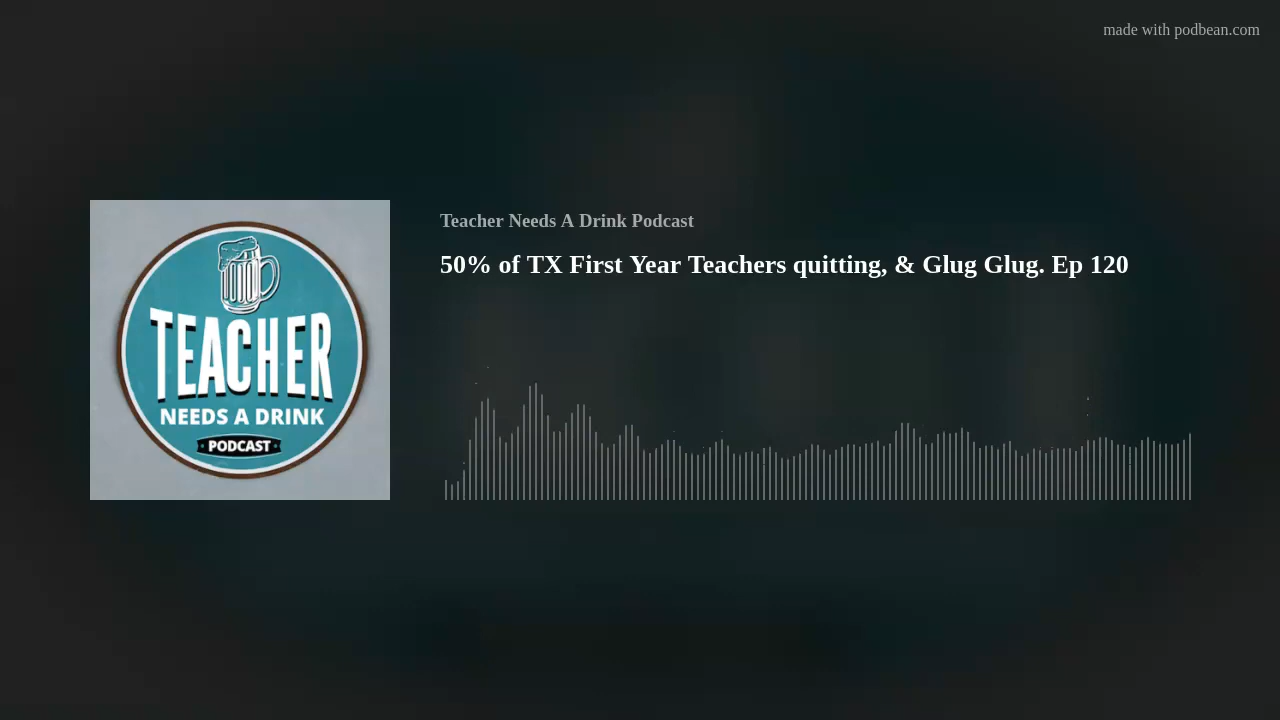 made with podbean.com
Teacher Needs A Drink Podcast
50% of TX First Year Teachers quitting, & Glug Glug. Ep 120
TEACHER
NEEDS A DRINK
PODCAST